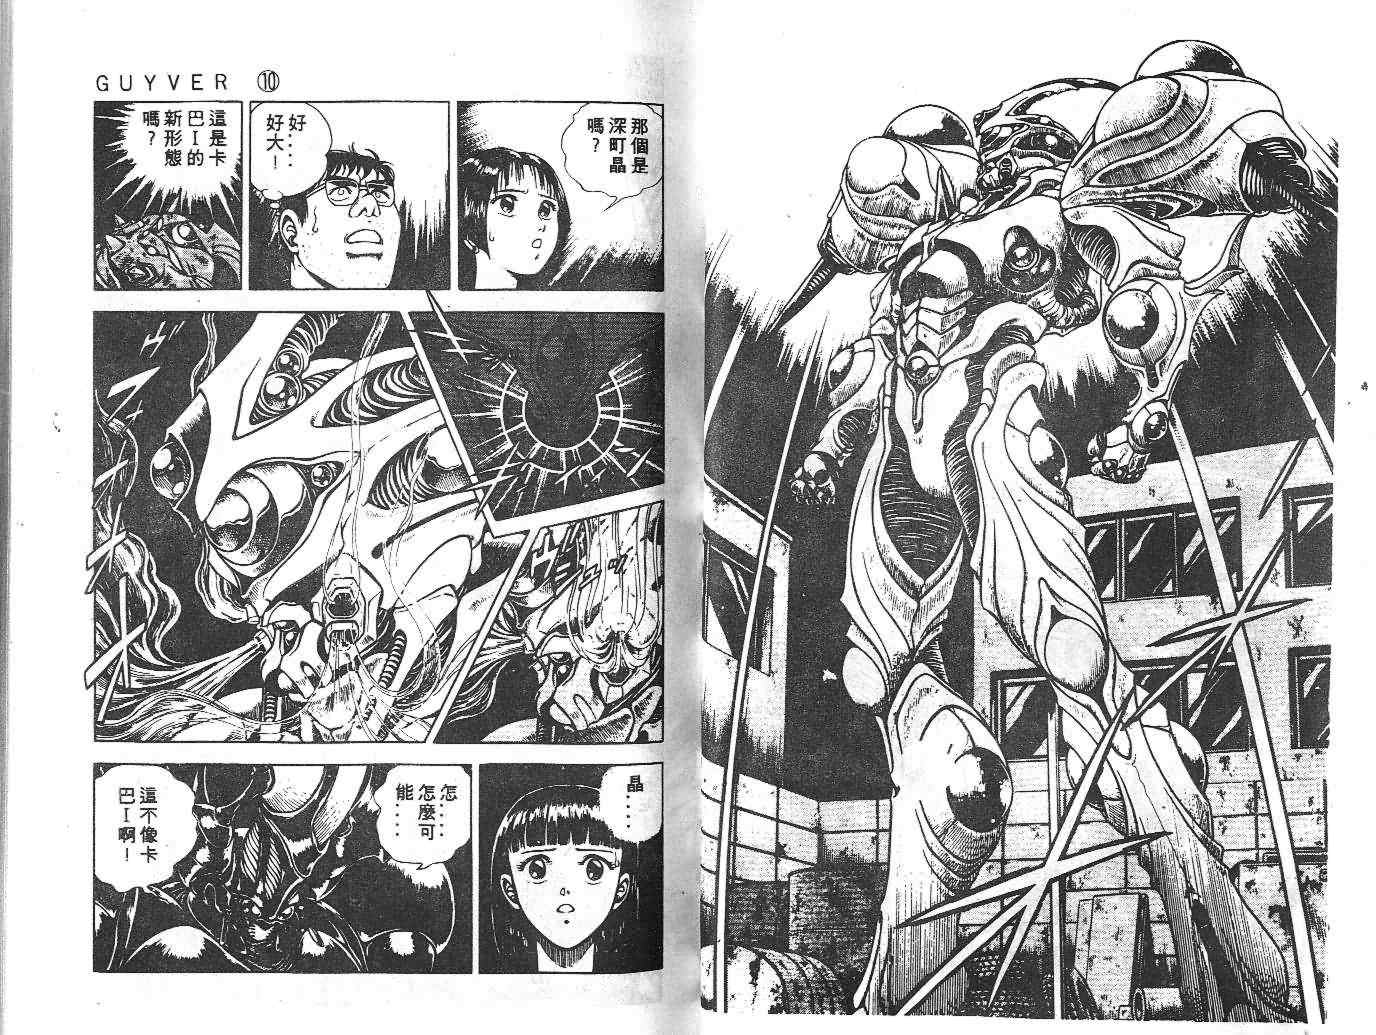 GUYVER ⑩
那個是
深町晶
嗎？
好‥‥
好大！
這是卡
巴I的
新形態
嗎？
晶‥‥
怎‥‥
怎麼可
能‥‥
這不像卡
巴I啊！